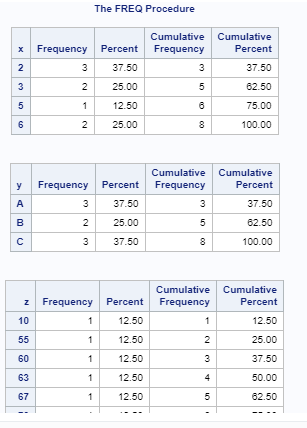 The FREQ Procedure
x Frequency Percent Cumulative Frequency Cumulative Percent
2 3 37.50 3 37.50
3 2 25.00 5 62.50
5 1 12.50 6 75.00
6 2 25.00 8 100.00
y Frequency Percent Cumulative Frequency Cumulative Percent
A 3 37.50 3 37.50
B 2 25.00 5 62.50
C 3 37.50 8 100.00
z Frequency Percent Cumulative Frequency Cumulative Percent
10 1 12.50 1 12.50
55 1 12.50 2 25.00
60 1 12.50 3 37.50
63 1 12.50 4 50.00
67 1 12.50 5 62.50